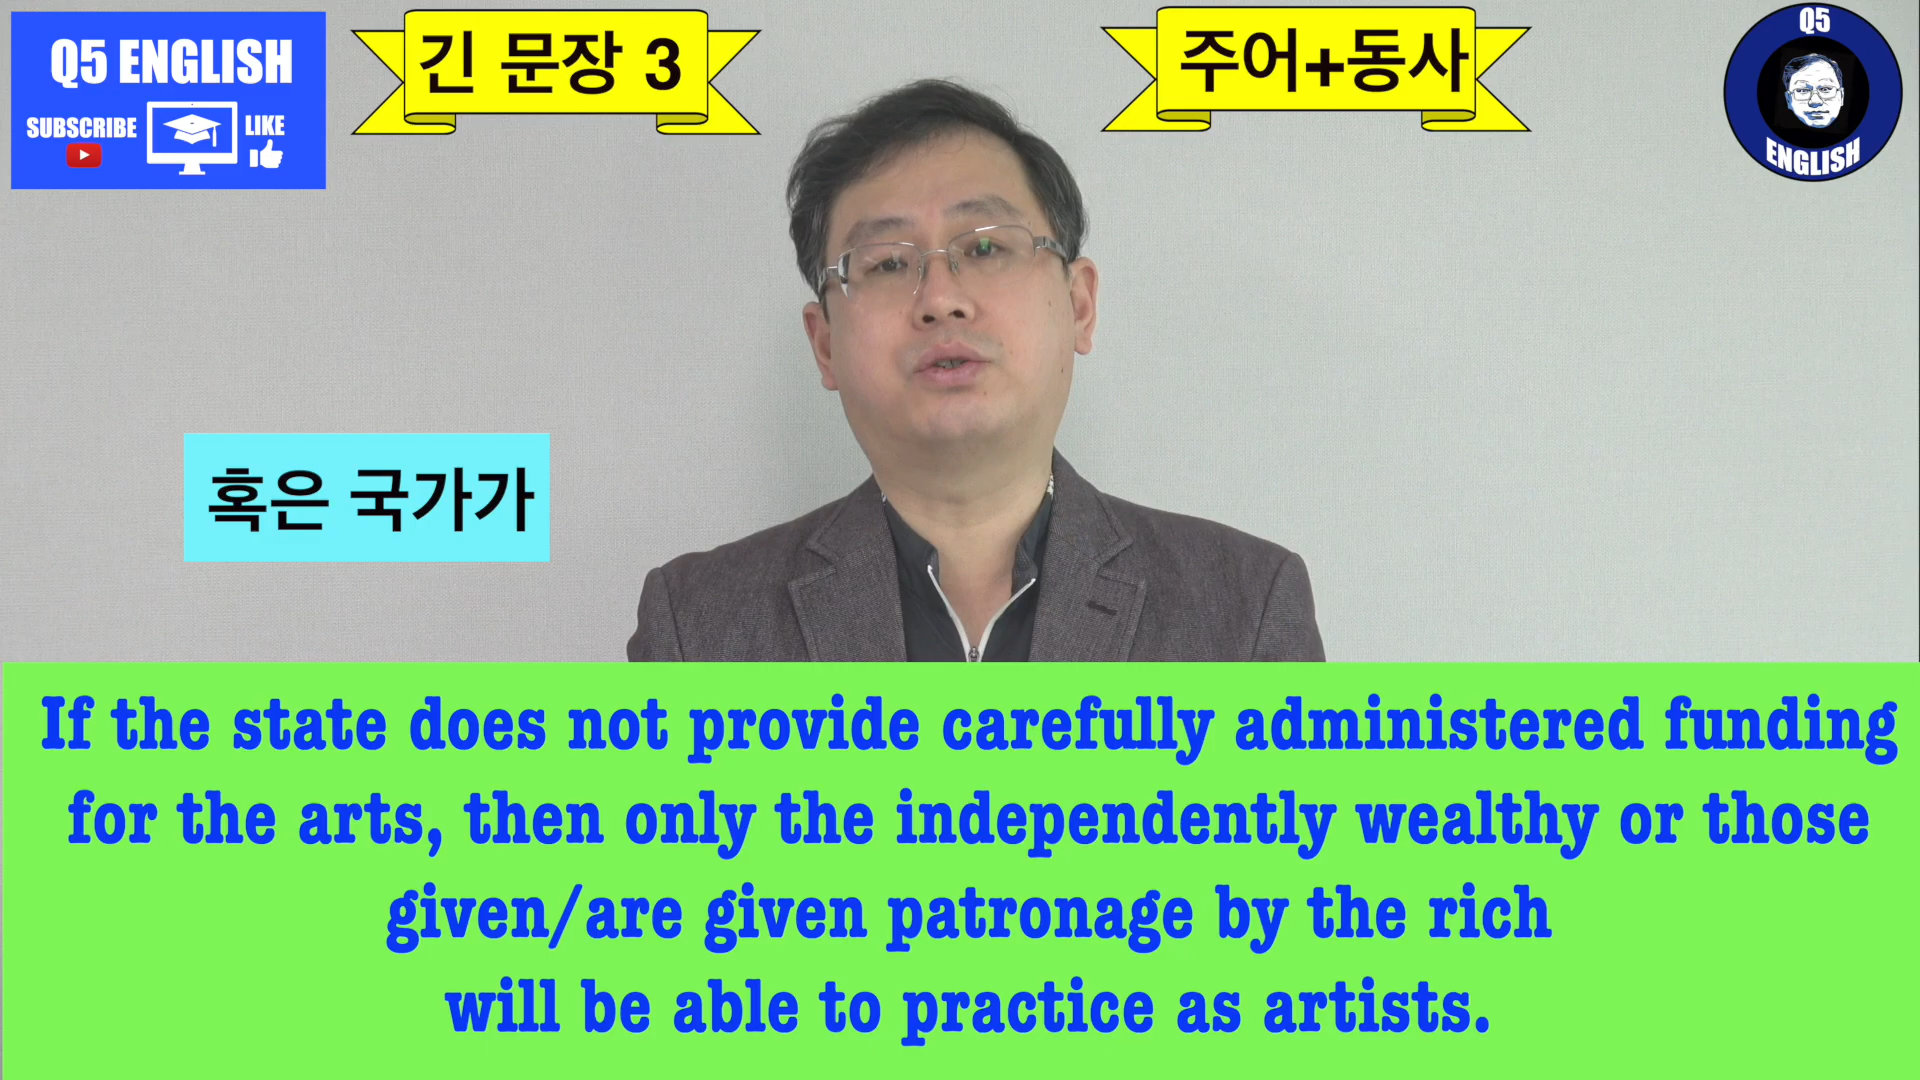 Q5 ENGLISH
SUBSCRIBE
LIKE
긴 문장 3
주어+동사
Q5
ENGLISH
혹은 국가가
If the state does not provide carefully administered funding
for the arts, then only the independently wealthy or those
given/are given patronage by the rich
will be able to practice as artists.